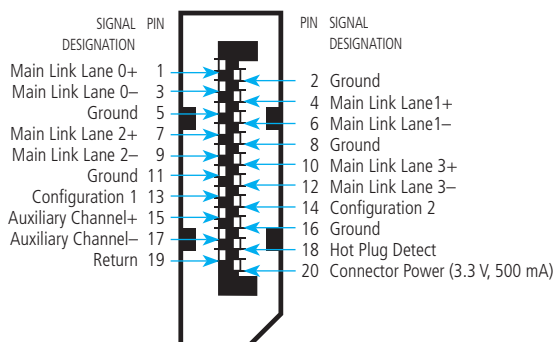 SIGNAL PIN
DESIGNATION
Main Link Lane 0+ 1
Main Link Lane 0– 3
Ground 5
Main Link Lane 2+ 7
Main Link Lane 2– 9
Ground 11
Configuration 1 13
Auxiliary Channel+ 15
Auxiliary Channel– 17
Return 19
PIN SIGNAL
DESIGNATION
2 Ground
4 Main Link Lane1+
6 Main Link Lane1–
8 Ground
10 Main Link Lane 3+
12 Main Link Lane 3–
14 Configuration 2
16 Ground
18 Hot Plug Detect
20 Connector Power (3.3 V, 500 mA)